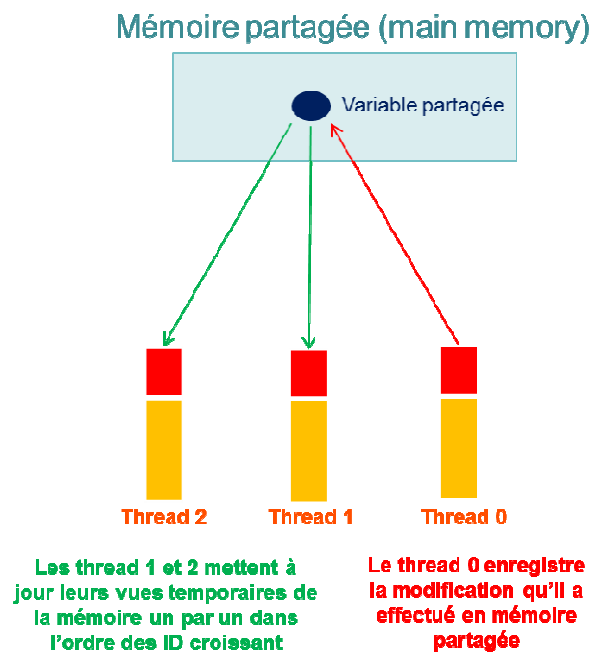 Mémoire partagée (main memory)
Variable partagée
Thread 2
Thread 1
Thread 0
Les thread 1 et 2 mettent à
jour leurs vues temporaires de
la mémoire un par un dans
l'ordre des ID croissant
Le thread 0 enregistre
la modification qu'il a
effectué en mémoire
partagée